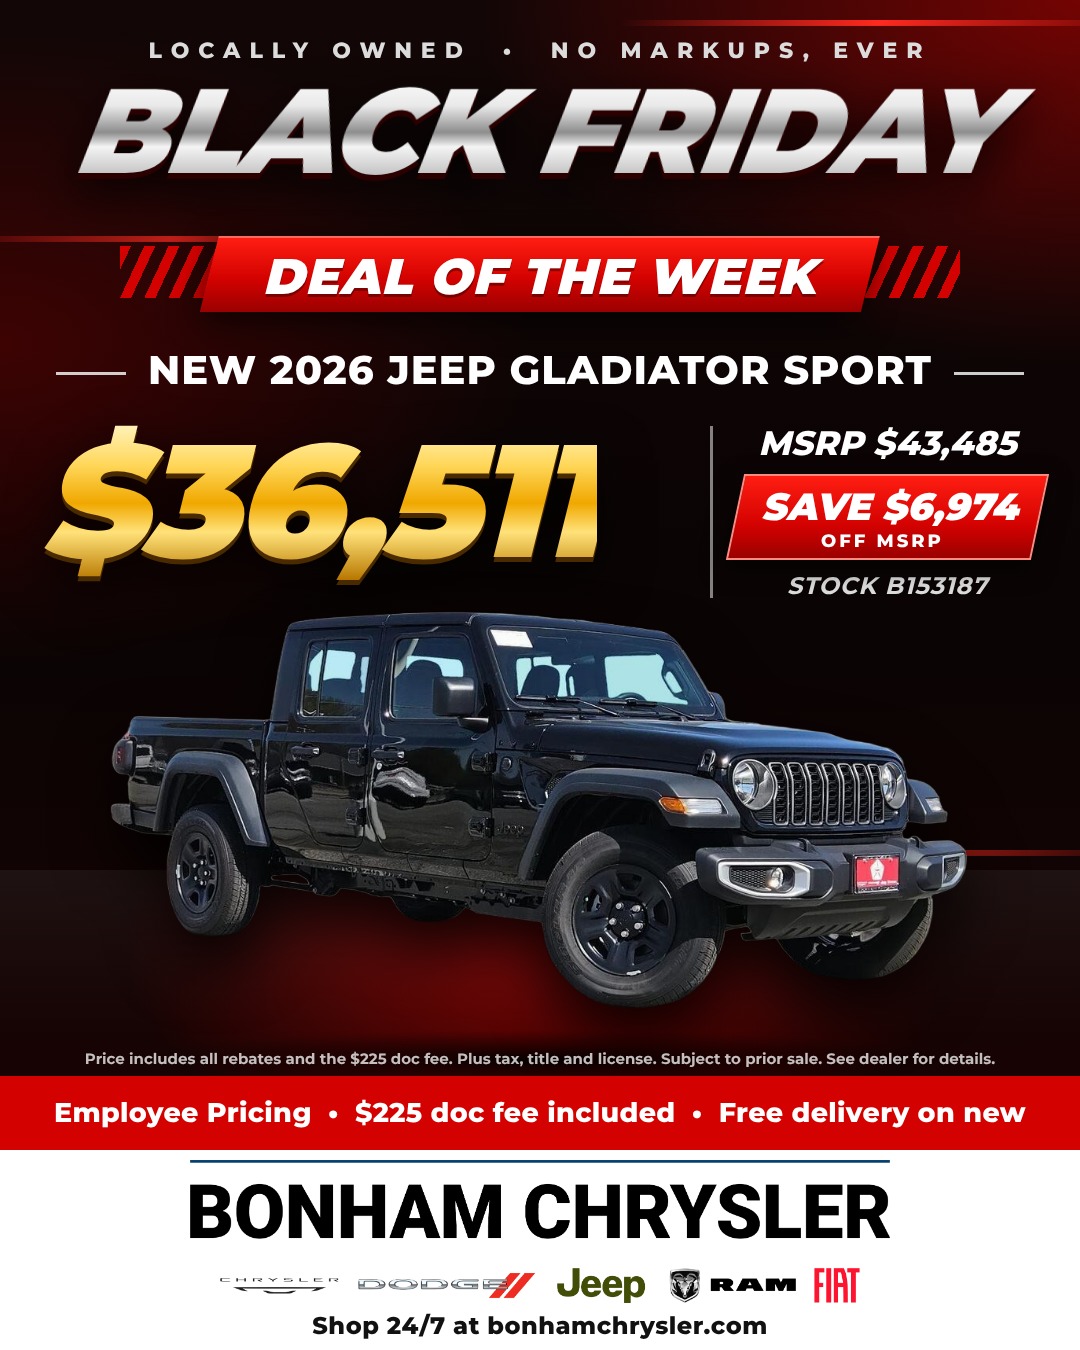 LOCALLY OWNED • NO MARKUPS, EVER
BLACK FRIDAY
DEAL OF THE WEEK
NEW 2026 JEEP GLADIATOR SPORT
$36,511
MSRP $43,485
SAVE $6,974
OFF MSRP
STOCK B153187
Price includes all rebates and the $225 doc fee. Plus tax, title and license. Subject to prior sale. See dealer for details.
Employee Pricing • $225 doc fee included • Free delivery on new
BONHAM CHRYSLER
CHRYSLER DODGE Jeep RAM FIAT
Shop 24/7 at bonhamchrysler.com